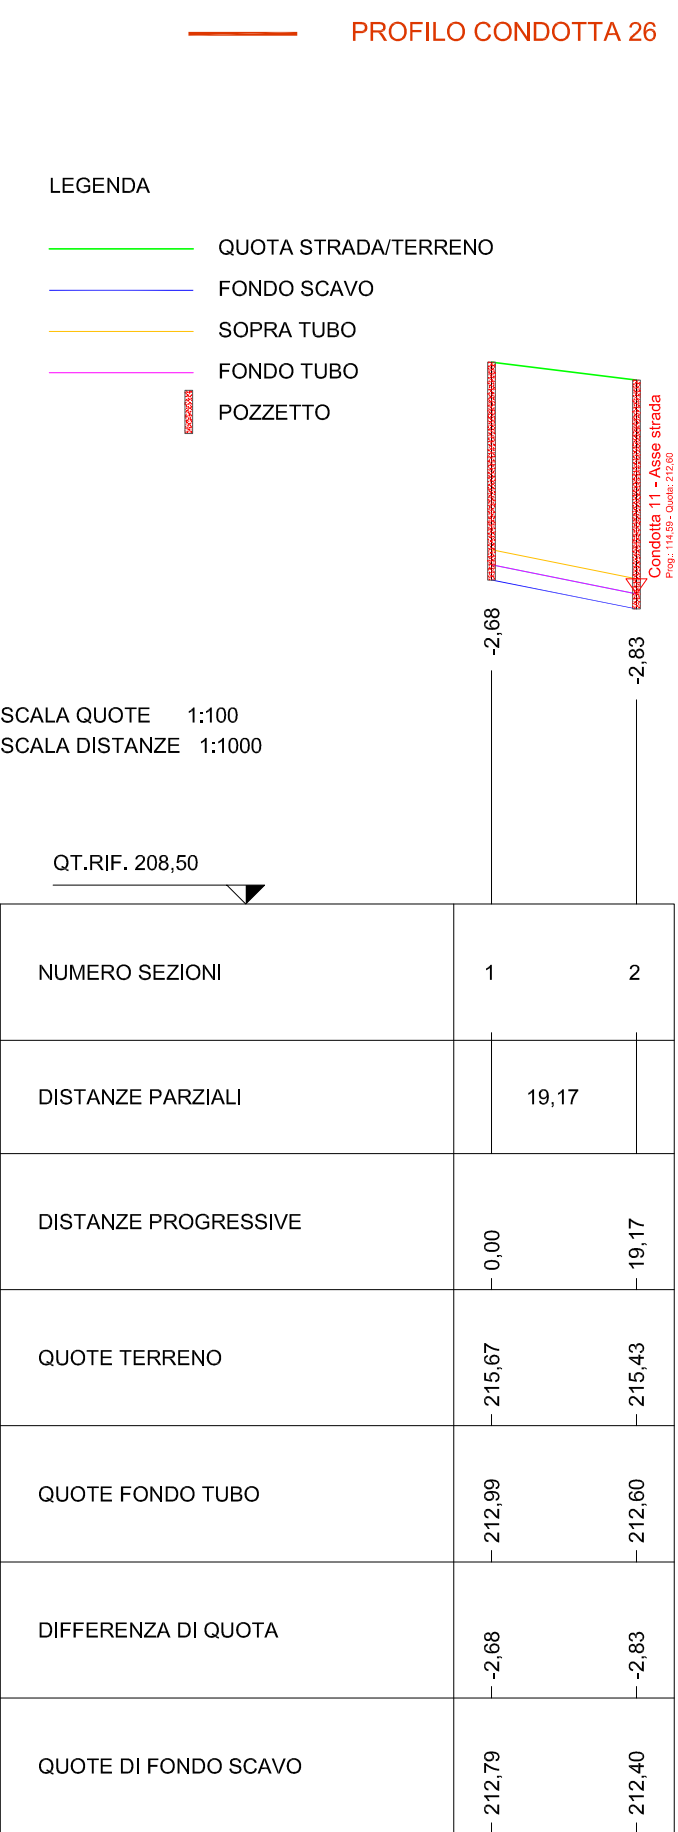 PROFILO CONDOTTA 26
LEGENDA
QUOTA STRADA/TERRENO
FONDO SCAVO
SOPRA TUBO
FONDO TUBO
POZZETTO
Condotta 11 - Asse strada
Prog.: 114,59 - Quota: 212,60
-2,68
-2,83
SCALA QUOTE 1:100
SCALA DISTANZE 1:1000
QT.RIF. 208,50
NUMERO SEZIONI 1 2
DISTANZE PARZIALI 19,17
DISTANZE PROGRESSIVE 0,00 19,17
QUOTE TERRENO 215,67 215,43
QUOTE FONDO TUBO 212,99 212,60
DIFFERENZA DI QUOTA -2,68 -2,83
QUOTE DI FONDO SCAVO 212,79 212,40